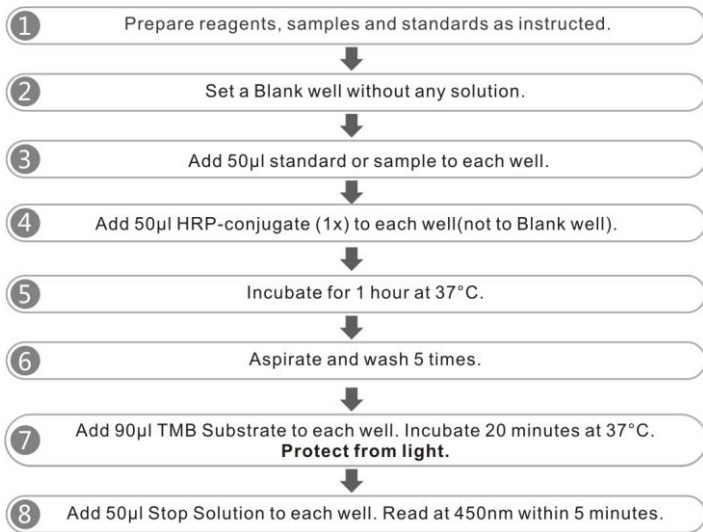 1 Prepare reagents, samples and standards as instructed.
2 Set a Blank well without any solution.
3 Add 50µl standard or sample to each well.
4 Add 50µl HRP-conjugate (1x) to each well(not to Blank well).
5 Incubate for 1 hour at 37°C.
6 Aspirate and wash 5 times.
7 Add 90µl TMB Substrate to each well. Incubate 20 minutes at 37°C.
Protect from light.
8 Add 50µl Stop Solution to each well. Read at 450nm within 5 minutes.